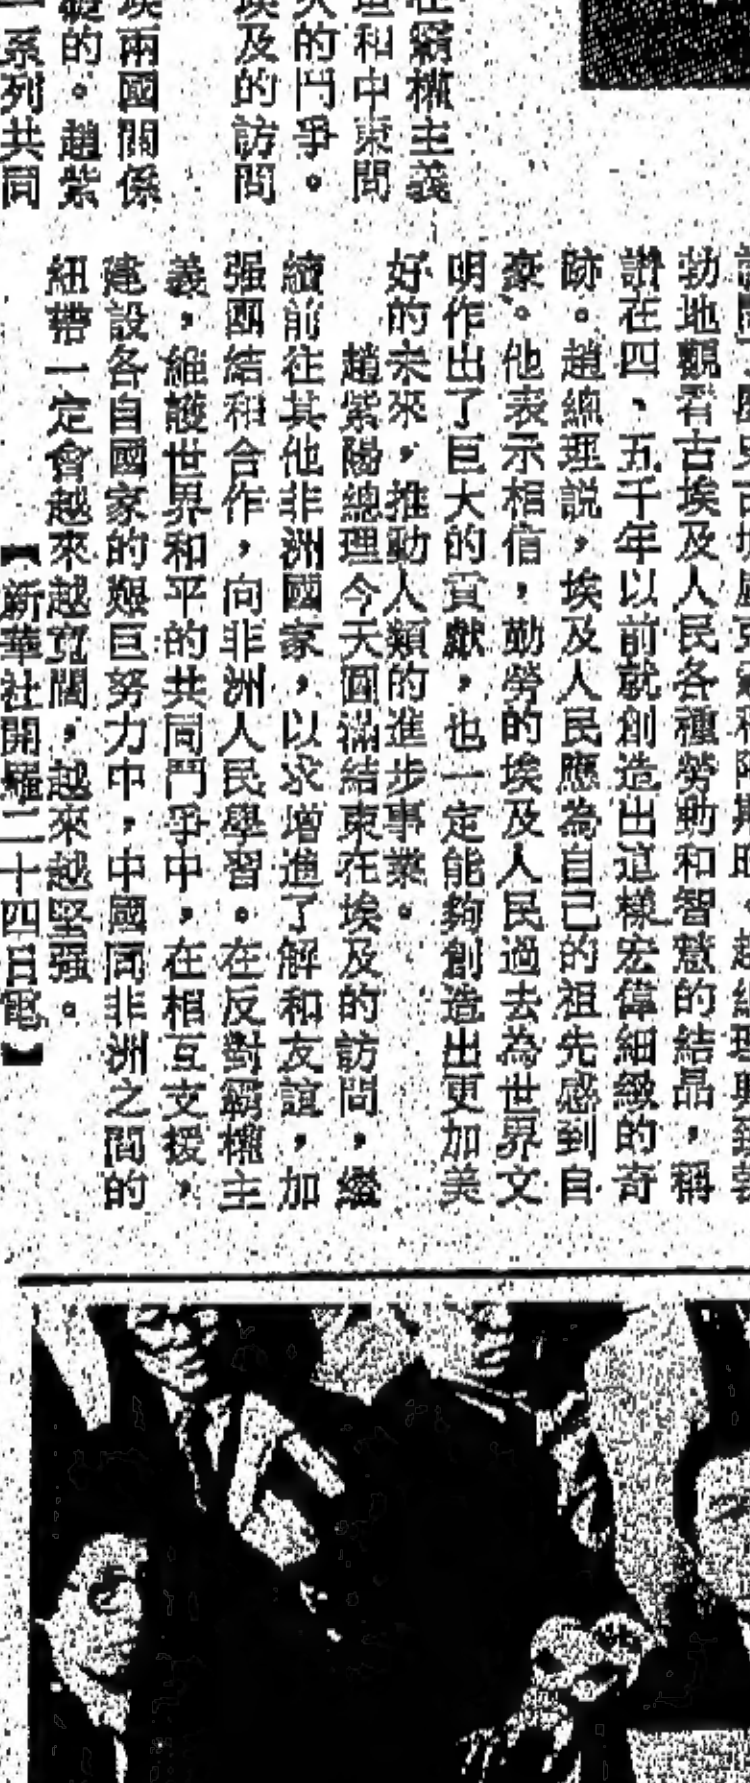 在霸權主義
和中東問
的鬥爭。
埃及的訪問
埃兩國關係
的。趙紫
一系列共同
勃地觀看古埃及人民各種勞動和智慧的結晶,稱
讚在四、五千年以前就創造出這樣宏偉細緻的奇
跡。趙總理説,埃及人民應為自己的祖先感到自
豪。他表示相信,勤勞的埃及人民過去為世界文
明作出了巨大的貢獻,也一定能夠創造出更加美
好的未來,推動人類的進步事業。
趙紫陽總理今天圓滿結束在埃及的訪問,繼
續前往其他非洲國家,以求增進了解和友誼,加
强團結和合作,向非洲人民學習。在反對霸權主
義,維護世界和平的共同鬥爭中,在相互支援,
建設各自國家的艱巨努力中,中國同非洲之間的
紐帶一定會越來越寬闊,越來越堅强。
【新華社開羅二十四日電】